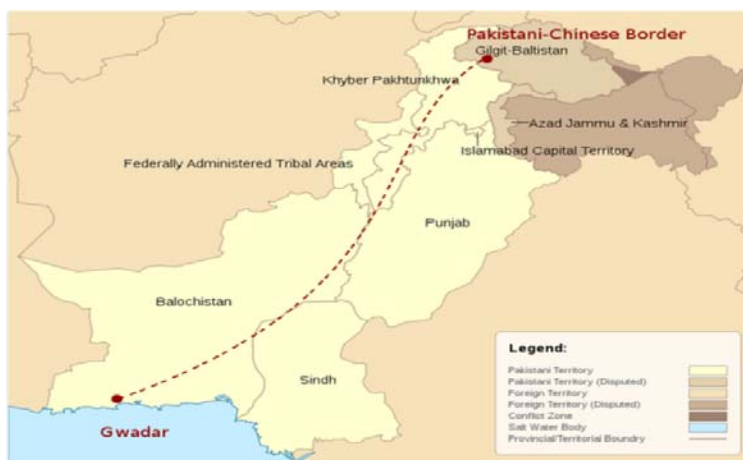 Pakistani-Chinese Border
Gilgit-Baltistan
Khyber Pakhtunkhwa
Azad Jammu & Kashmir
Islamabad Capital Territory
Federally Administered Tribal Areas
Punjab
Balochistan
Sindh
Gwadar
Legend:
Pakistani Territory
Pakistani Territory (Disputed)
Foreign Territory
Foreign Territory (Disputed)
Conflict Zone
Salt Water Body
Provincial/Territorial Boundry